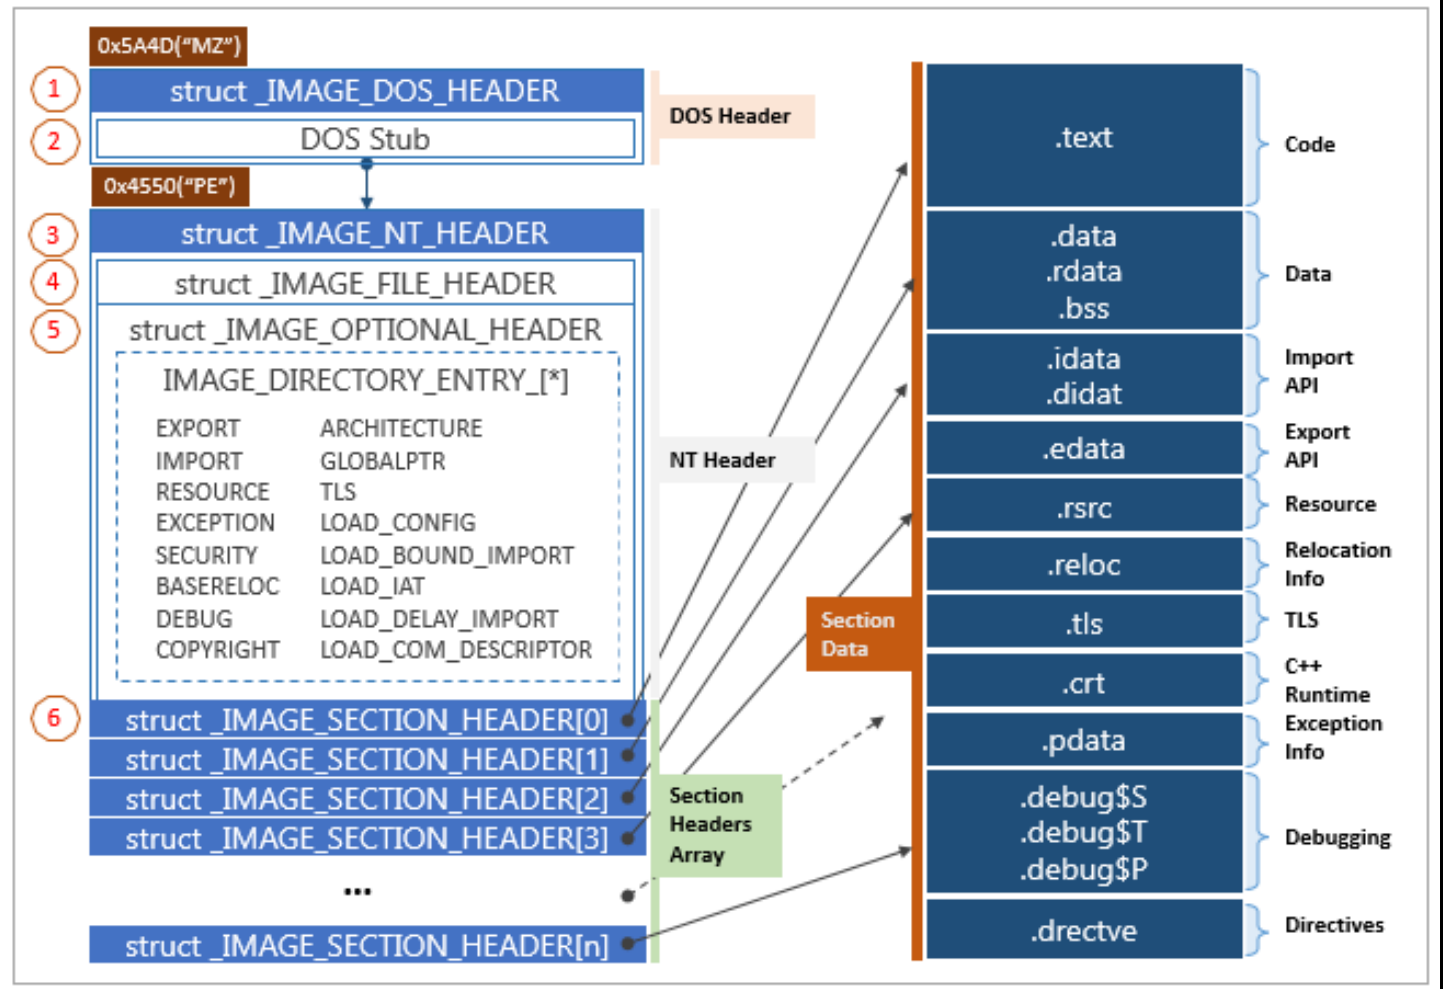 0x5A4D("MZ")
1
struct _IMAGE_DOS_HEADER
2
DOS Stub
DOS Header
0x4550("PE")
3
struct _IMAGE_NT_HEADER
4
struct _IMAGE_FILE_HEADER
5
struct _IMAGE_OPTIONAL_HEADER
IMAGE_DIRECTORY_ENTRY_[*]
EXPORT ARCHITECTURE
IMPORT GLOBALPTR
RESOURCE TLS
EXCEPTION LOAD_CONFIG
SECURITY LOAD_BOUND_IMPORT
BASERELOC LOAD_IAT
DEBUG LOAD_DELAY_IMPORT
COPYRIGHT LOAD_COM_DESCRIPTOR
NT Header
6
struct _IMAGE_SECTION_HEADER[0]
struct _IMAGE_SECTION_HEADER[1]
struct _IMAGE_SECTION_HEADER[2]
struct _IMAGE_SECTION_HEADER[3]
...
struct _IMAGE_SECTION_HEADER[n]
Section
Headers
Array
Section
Data
.text
Code
.data
.rdata
.bss
Data
.idata
.didat
Import
API
.edata
Export
API
.rsrc
Resource
.reloc
Relocation
Info
.tls
TLS
.crt
C++
Runtime
.pdata
Exception
Info
.debug$S
.debug$T
.debug$P
Debugging
.drectve
Directives